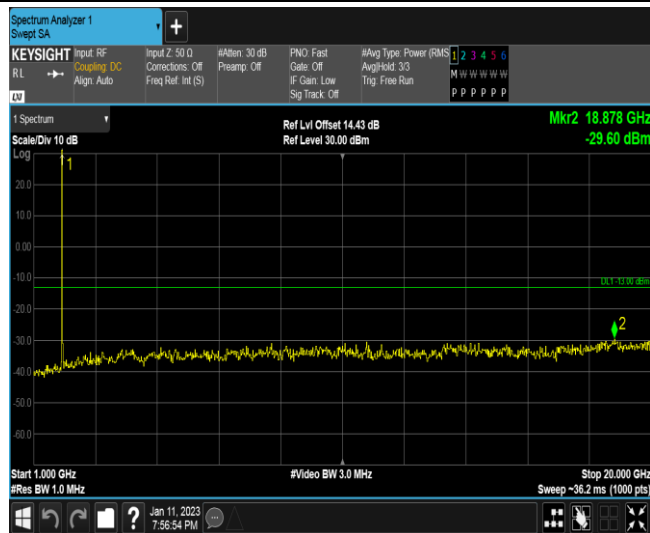 Spectrum Analyzer 1
Swept SA
+
KEYSIGHT
RL
LXI
Input: RF
Coupling: DC
Align: Auto
Input Z: 50 Ω
Corrections: Off
Freq Ref: Int (S)
#Atten: 30 dB
Preamp: Off
PNO: Fast
Gate: Off
IF Gain: Low
Sig Track: Off
#Avg Type: Power (RMS
Avg|Hold: 3/3
Trig: Free Run
1 2 3 4 5 6
M W W W W W
P P P P P P
1 Spectrum
Scale/Div 10 dB
Log
Ref Lvl Offset 14.43 dB
Ref Level 30.00 dBm
Mkr2 18.878 GHz
-29.60 dBm
1
20.0
10.0
0.00
-10.0
DL1 -13.00 dBm
-20.0
2
-30.0
-40.0
-50.0
-60.0
Start 1.000 GHz
#Res BW 1.0 MHz
#Video BW 3.0 MHz
Stop 20.000 GHz
Sweep ~36.2 ms (1000 pts)
?
Jan 11, 2023
7:56:54 PM